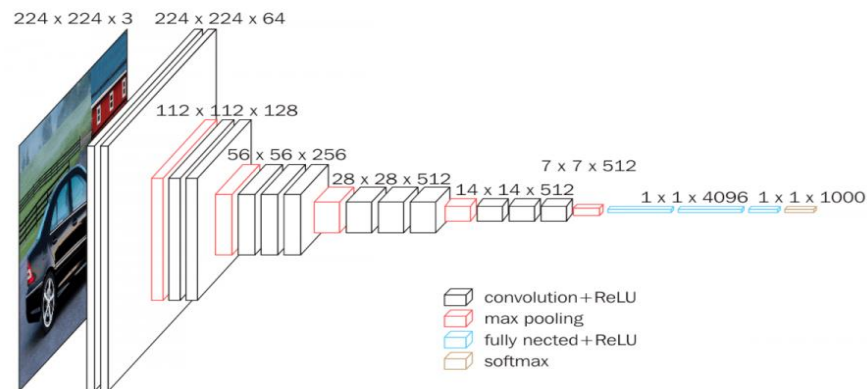 224 x 224 x 3
224 x 224 x 64
112 x 112 x 128
56 x 56 x 256
28 x 28 x 512
14 x 14 x 512
7 x 7 x 512
1 x 1 x 4096
1 x 1 x 1000
convolution+ReLU
max pooling
fully nected+ReLU
softmax